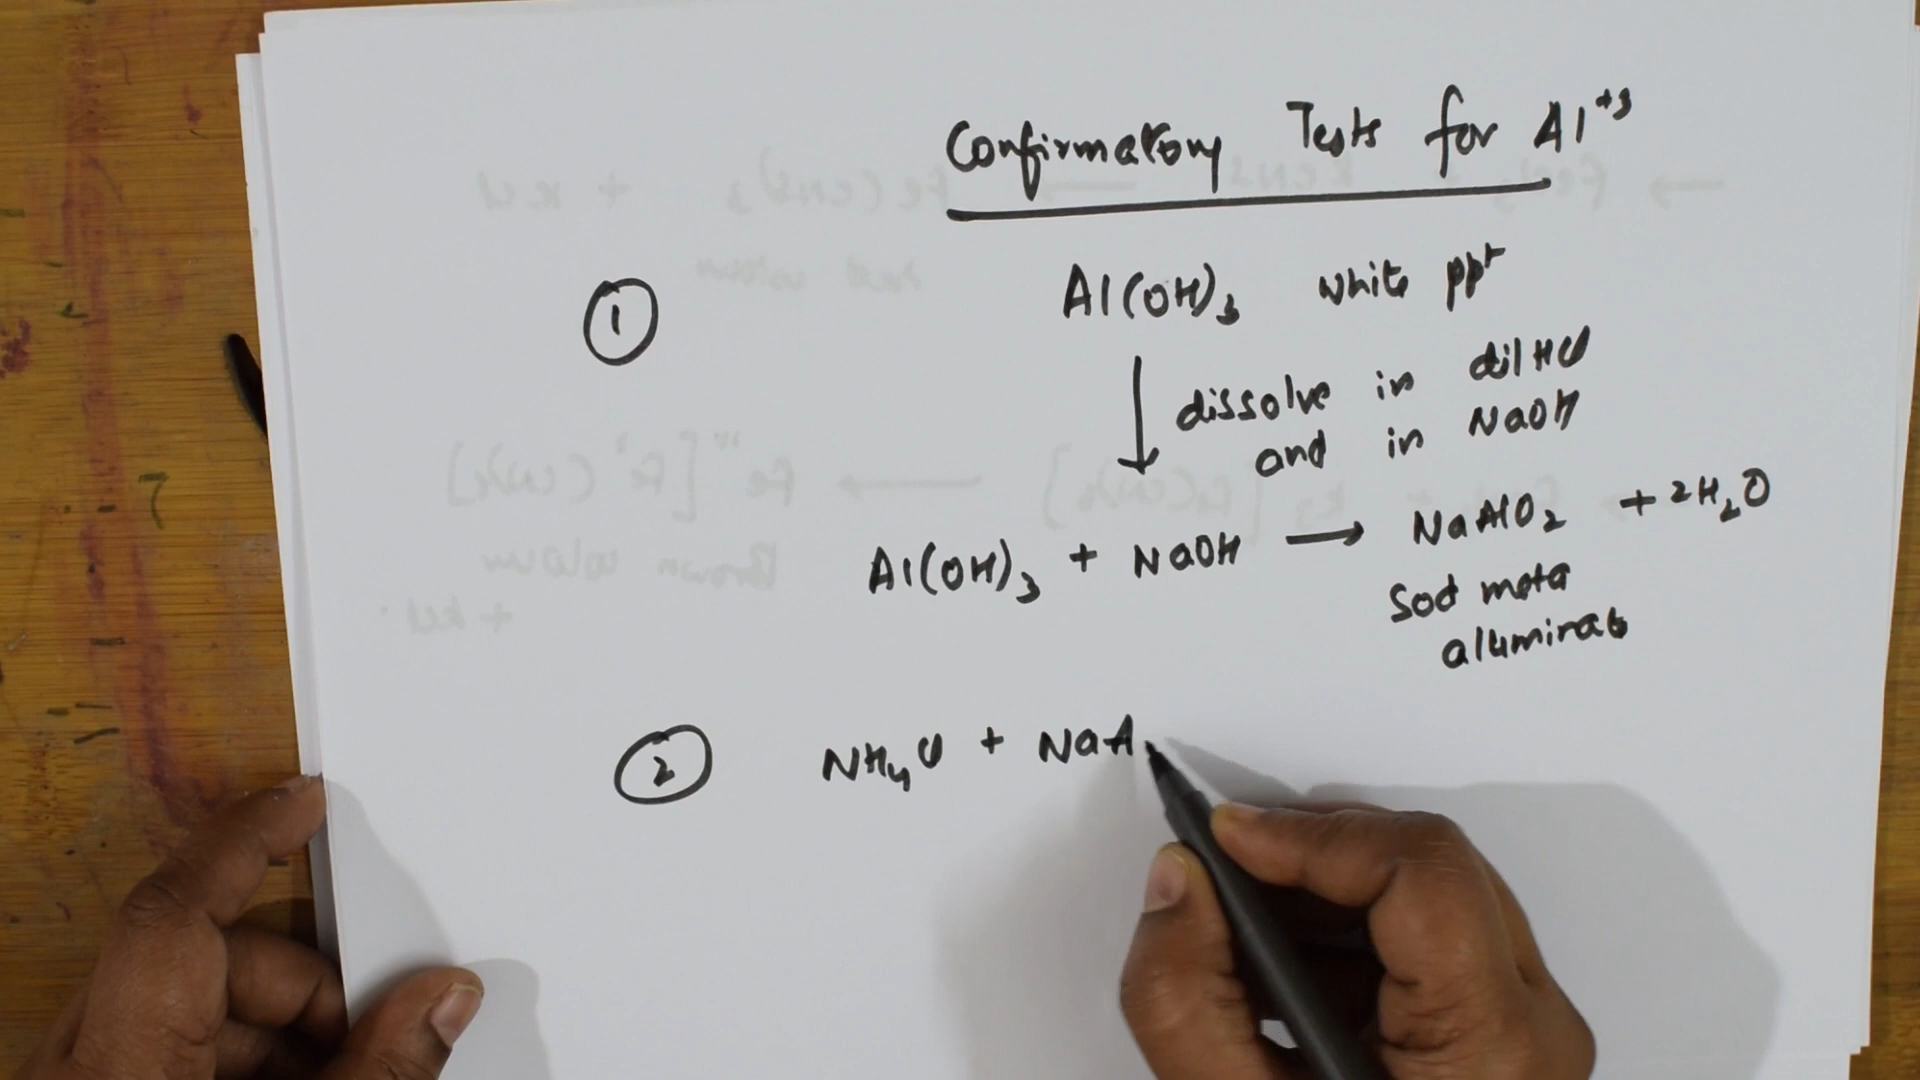 Confirmatory Tests for Al⁺³
① Al(OH)₃ white ppt
dissolve in dil HCl
and in NaOH
Al(OH)₃ + NaOH → NaAlO₂ + 2H₂O
Sod meta
aluminate
② NH₄Cl + NaA